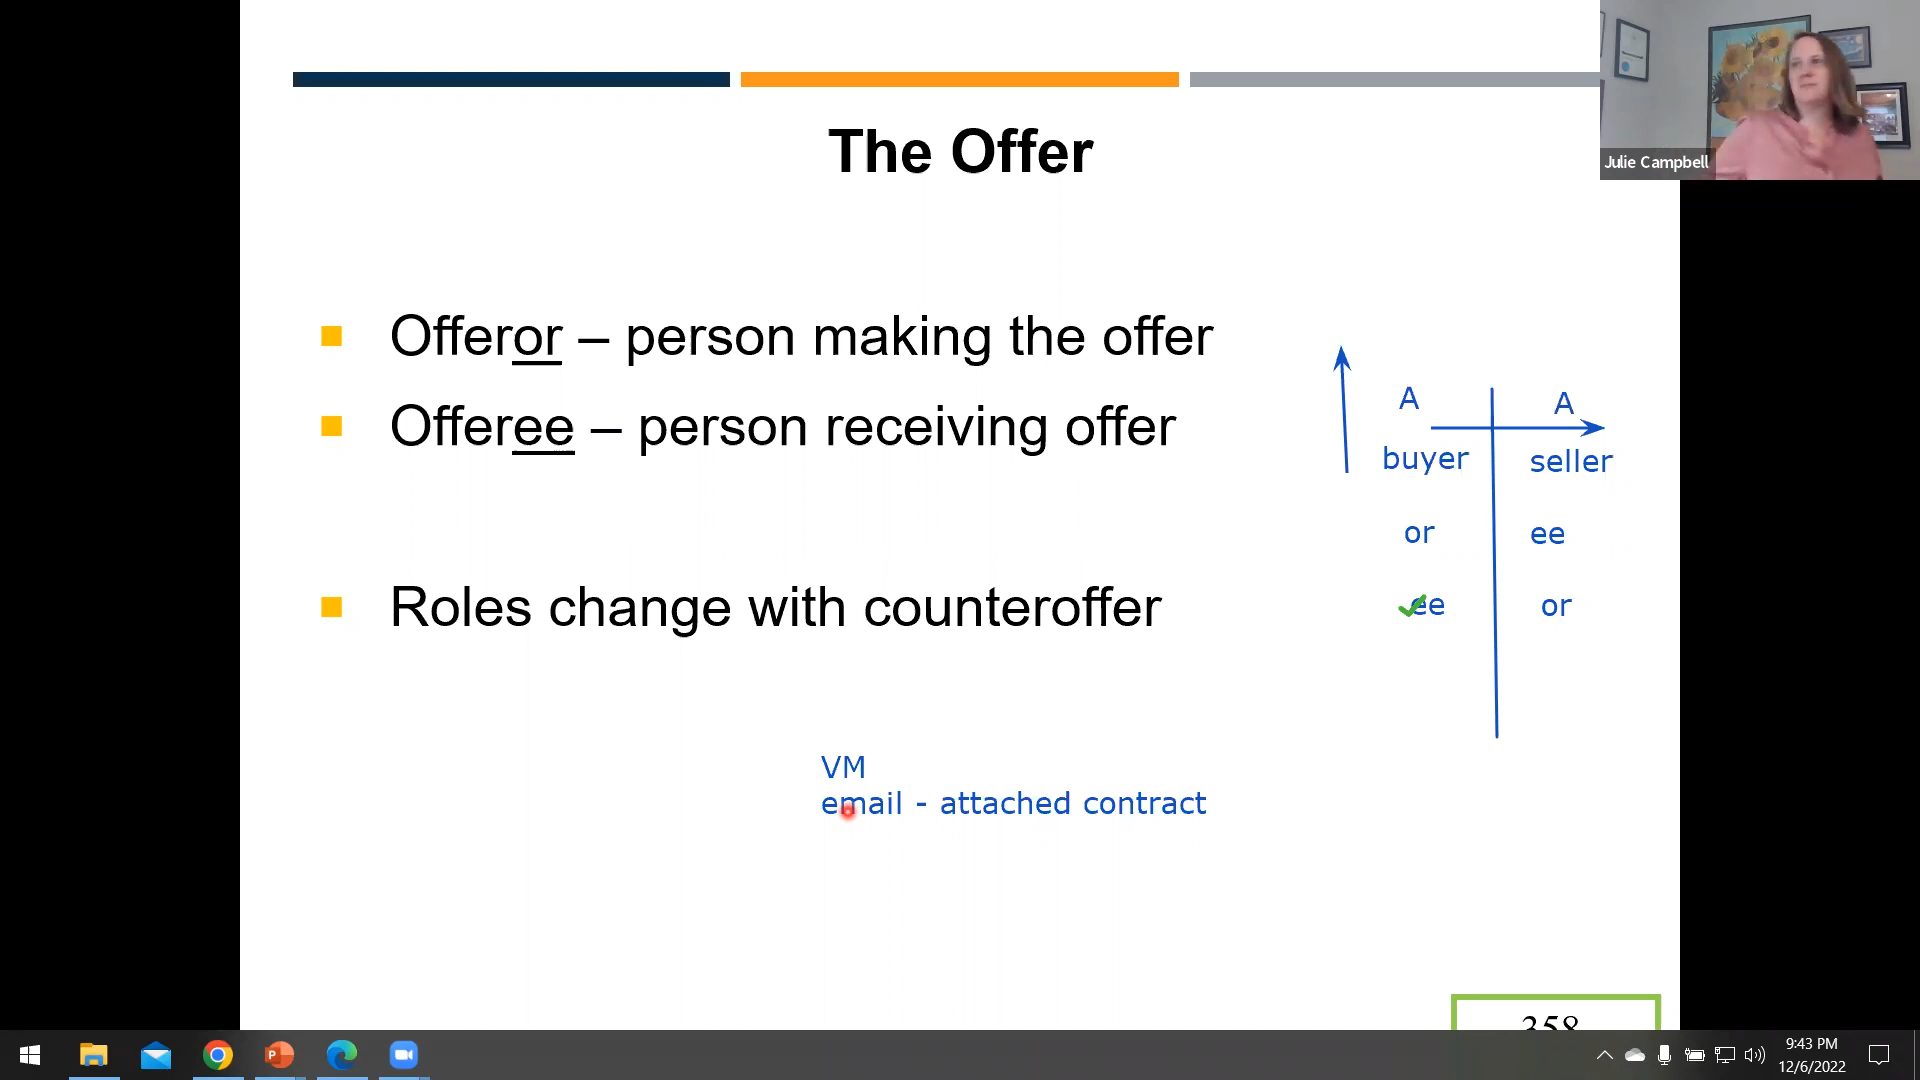 Julie Campbell
The Offer
Offeror – person making the offer
Offeree – person receiving offer
Roles change with counteroffer
A A
buyer seller
or ee
ee or
VM
email - attached contract
358
9:43 PM
12/6/2022